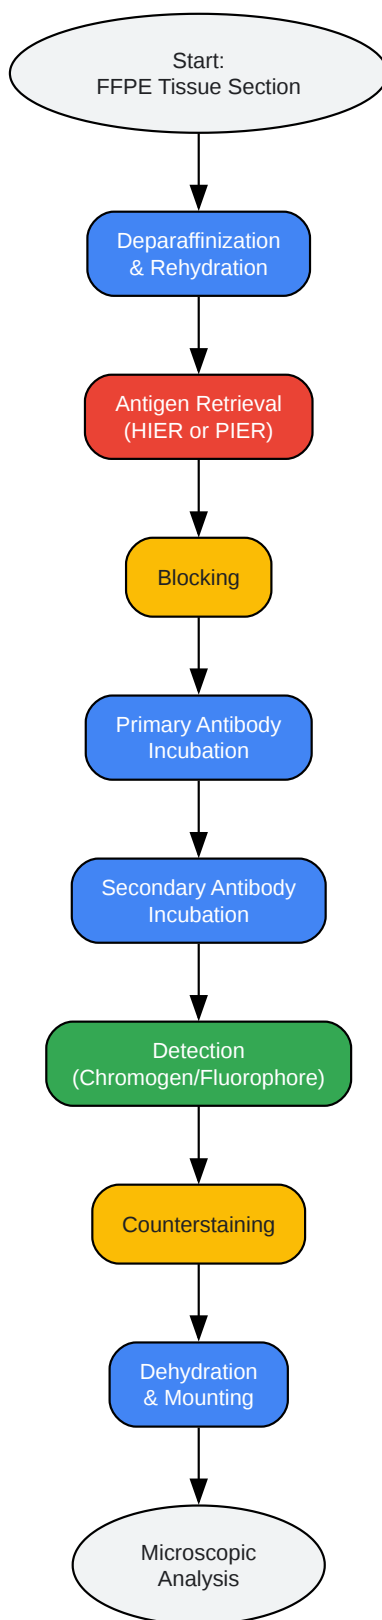 Start:
FFPE Tissue Section
Deparaffinization
& Rehydration
Antigen Retrieval
(HIER or PIER)
Blocking
Primary Antibody
Incubation
Secondary Antibody
Incubation
Detection
(Chromogen/Fluorophore)
Counterstaining
Dehydration
& Mounting
Microscopic
Analysis